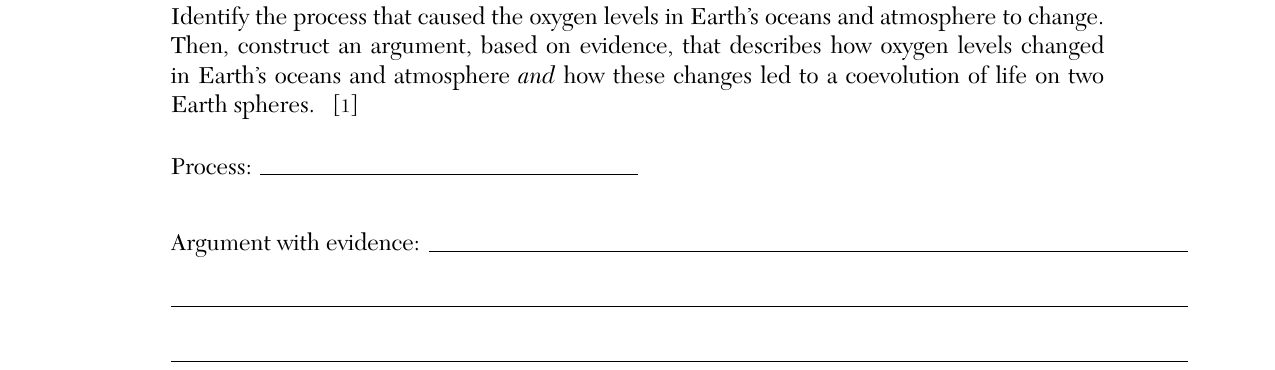 Identify the process that caused the oxygen levels in Earth’s oceans and atmosphere to change.
Then, construct an argument, based on evidence, that describes how oxygen levels changed
in Earth’s oceans and atmosphere and how these changes led to a coevolution of life on two
Earth spheres. [1]
Process:
Argument with evidence: